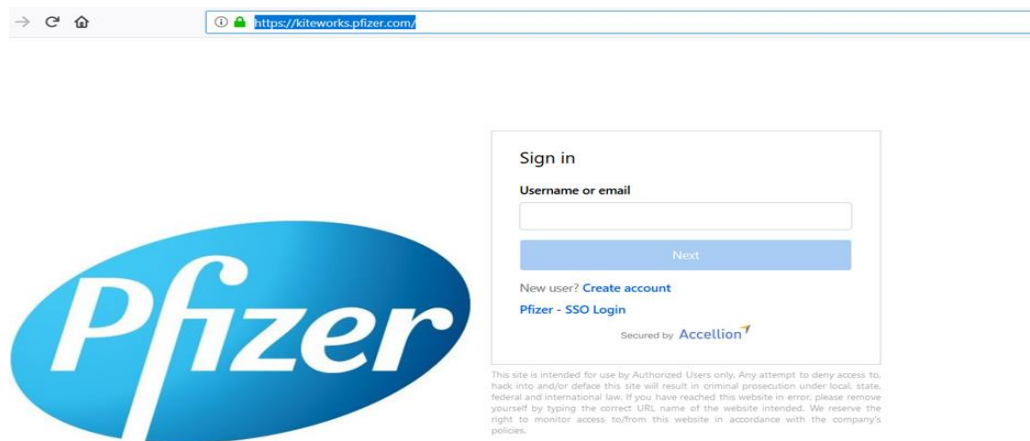 https://kiteworks.pfizer.com/
Sign in
Username or email
Next
New user? Create account
Pfizer - SSO Login
Secured by Accellion
Pfizer
This site is intended for use by Authorized Users only. Any attempt to deny access to,
hack into and/or deface this site will result in criminal prosecution under local, state,
federal and international law. If you have reached this website in error, please remove
yourself by typing the correct URL name of the website intended. We reserve the
right to monitor access to/from this website in accordance with the company's
policies.